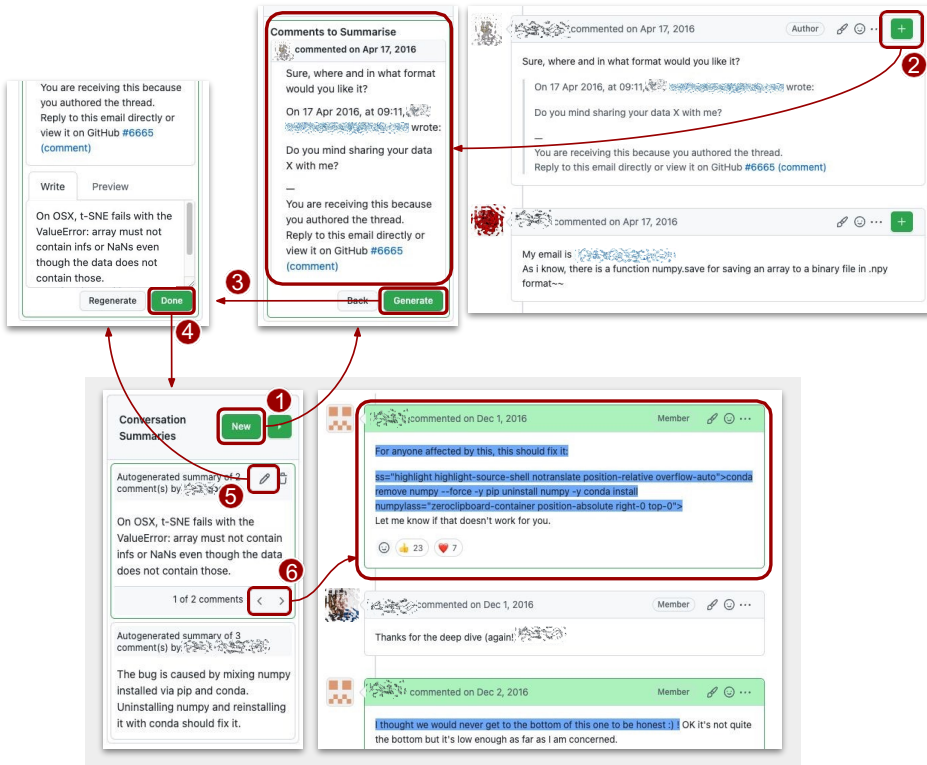 You are receiving this because
you authored the thread.
Reply to this email directly or
view it on GitHub #6665
(comment)
Write Preview
On OSX, t-SNE fails with the
ValueError: array must not
contain infs or NaNs even
though the data does not
contain those.
Regenerate Done
4
Comments to Summarise
commented on Apr 17, 2016
Sure, where and in what format
would you like it?
On 17 Apr 2016, at 09:11,
wrote:
Do you mind sharing your data
X with me?
—
You are receiving this because
you authored the thread.
Reply to this email directly or
view it on GitHub #6665
(comment)
3
Back Generate
commented on Apr 17, 2016 Author ··· +
2
Sure, where and in what format would you like it?
On 17 Apr 2016, at 09:11, wrote:
Do you mind sharing your data X with me?
—
You are receiving this because you authored the thread.
Reply to this email directly or view it on GitHub #6665 (comment)
commented on Apr 17, 2016 ··· +
My email is
As i know, there is a function numpy.save for saving an array to a binary file in .npy
format~~
1
Conversation
Summaries
New
Autogenerated summary of 2
comment(s) by
5
On OSX, t-SNE fails with the
ValueError: array must not contain
infs or NaNs even though the data
does not contain those.
6
1 of 2 comments < >
Autogenerated summary of 3
comment(s) by
The bug is caused by mixing numpy
installed via pip and conda.
Uninstalling numpy and reinstalling
it with conda should fix it.
commented on Dec 1, 2016 Member ···
For anyone affected by this, this should fix it:
ss="highlight highlight-source-shell notranslate position-relative overflow-auto">conda
remove numpy --force -y pip uninstall numpy -y conda install
numpylass="zeroclipboard-container position-absolute right-0 top-0">
Let me know if that doesn't work for you.
👍 23 ❤️ 7
commented on Dec 1, 2016 Member ···
Thanks for the deep dive (again!
commented on Dec 2, 2016 Member ···
I thought we would never get to the bottom of this one to be honest :) ! OK it's not quite
the bottom but it's low enough as far as I am concerned.